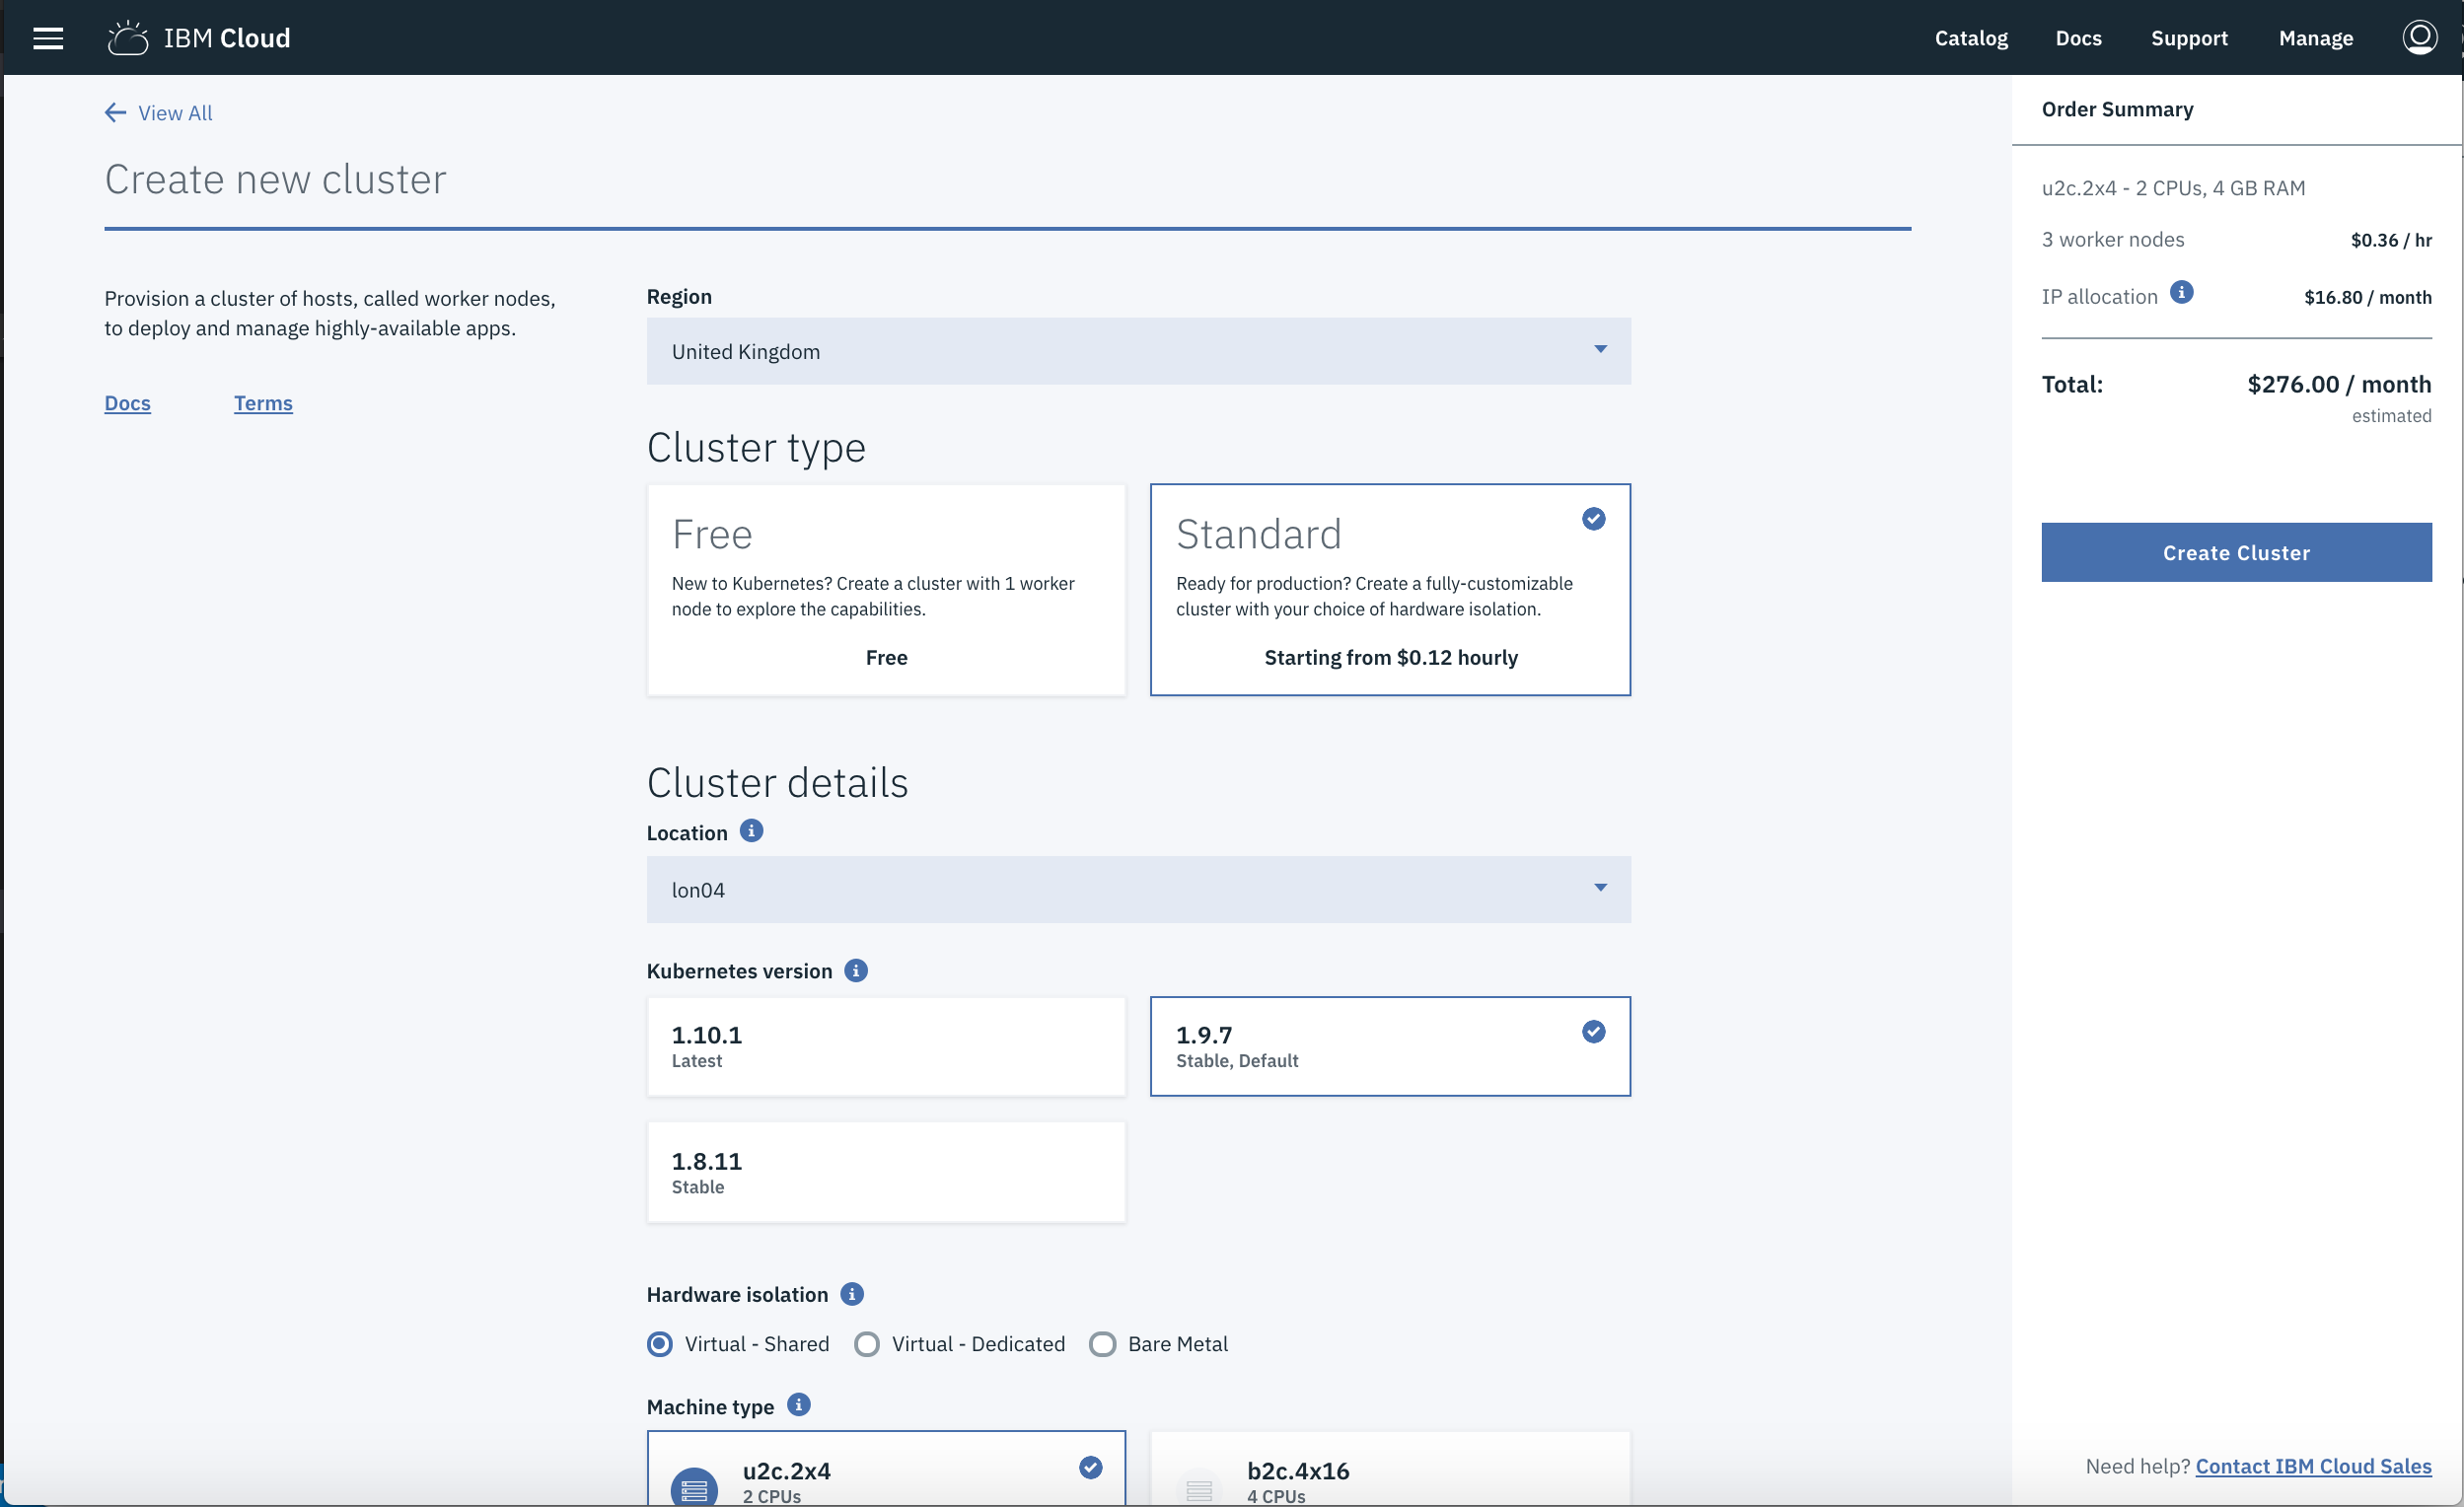 IBM Cloud
Catalog Docs Support Manage
View All
Create new cluster
Provision a cluster of hosts, called worker nodes,
to deploy and manage highly-available apps.
Docs Terms
Region
United Kingdom
Cluster type
Free
New to Kubernetes? Create a cluster with 1 worker
node to explore the capabilities.
Free
Standard
Ready for production? Create a fully-customizable
cluster with your choice of hardware isolation.
Starting from $0.12 hourly
Cluster details
Location
lon04
Kubernetes version
1.10.1
Latest
1.9.7
Stable, Default
1.8.11
Stable
Hardware isolation
Virtual - Shared Virtual - Dedicated Bare Metal
Machine type
u2c.2x4
2 CPUs
b2c.4x16
4 CPUs
Order Summary
u2c.2x4 - 2 CPUs, 4 GB RAM
3 worker nodes $0.36 / hr
IP allocation $16.80 / month
Total: $276.00 / month
estimated
Create Cluster
Need help? Contact IBM Cloud Sales